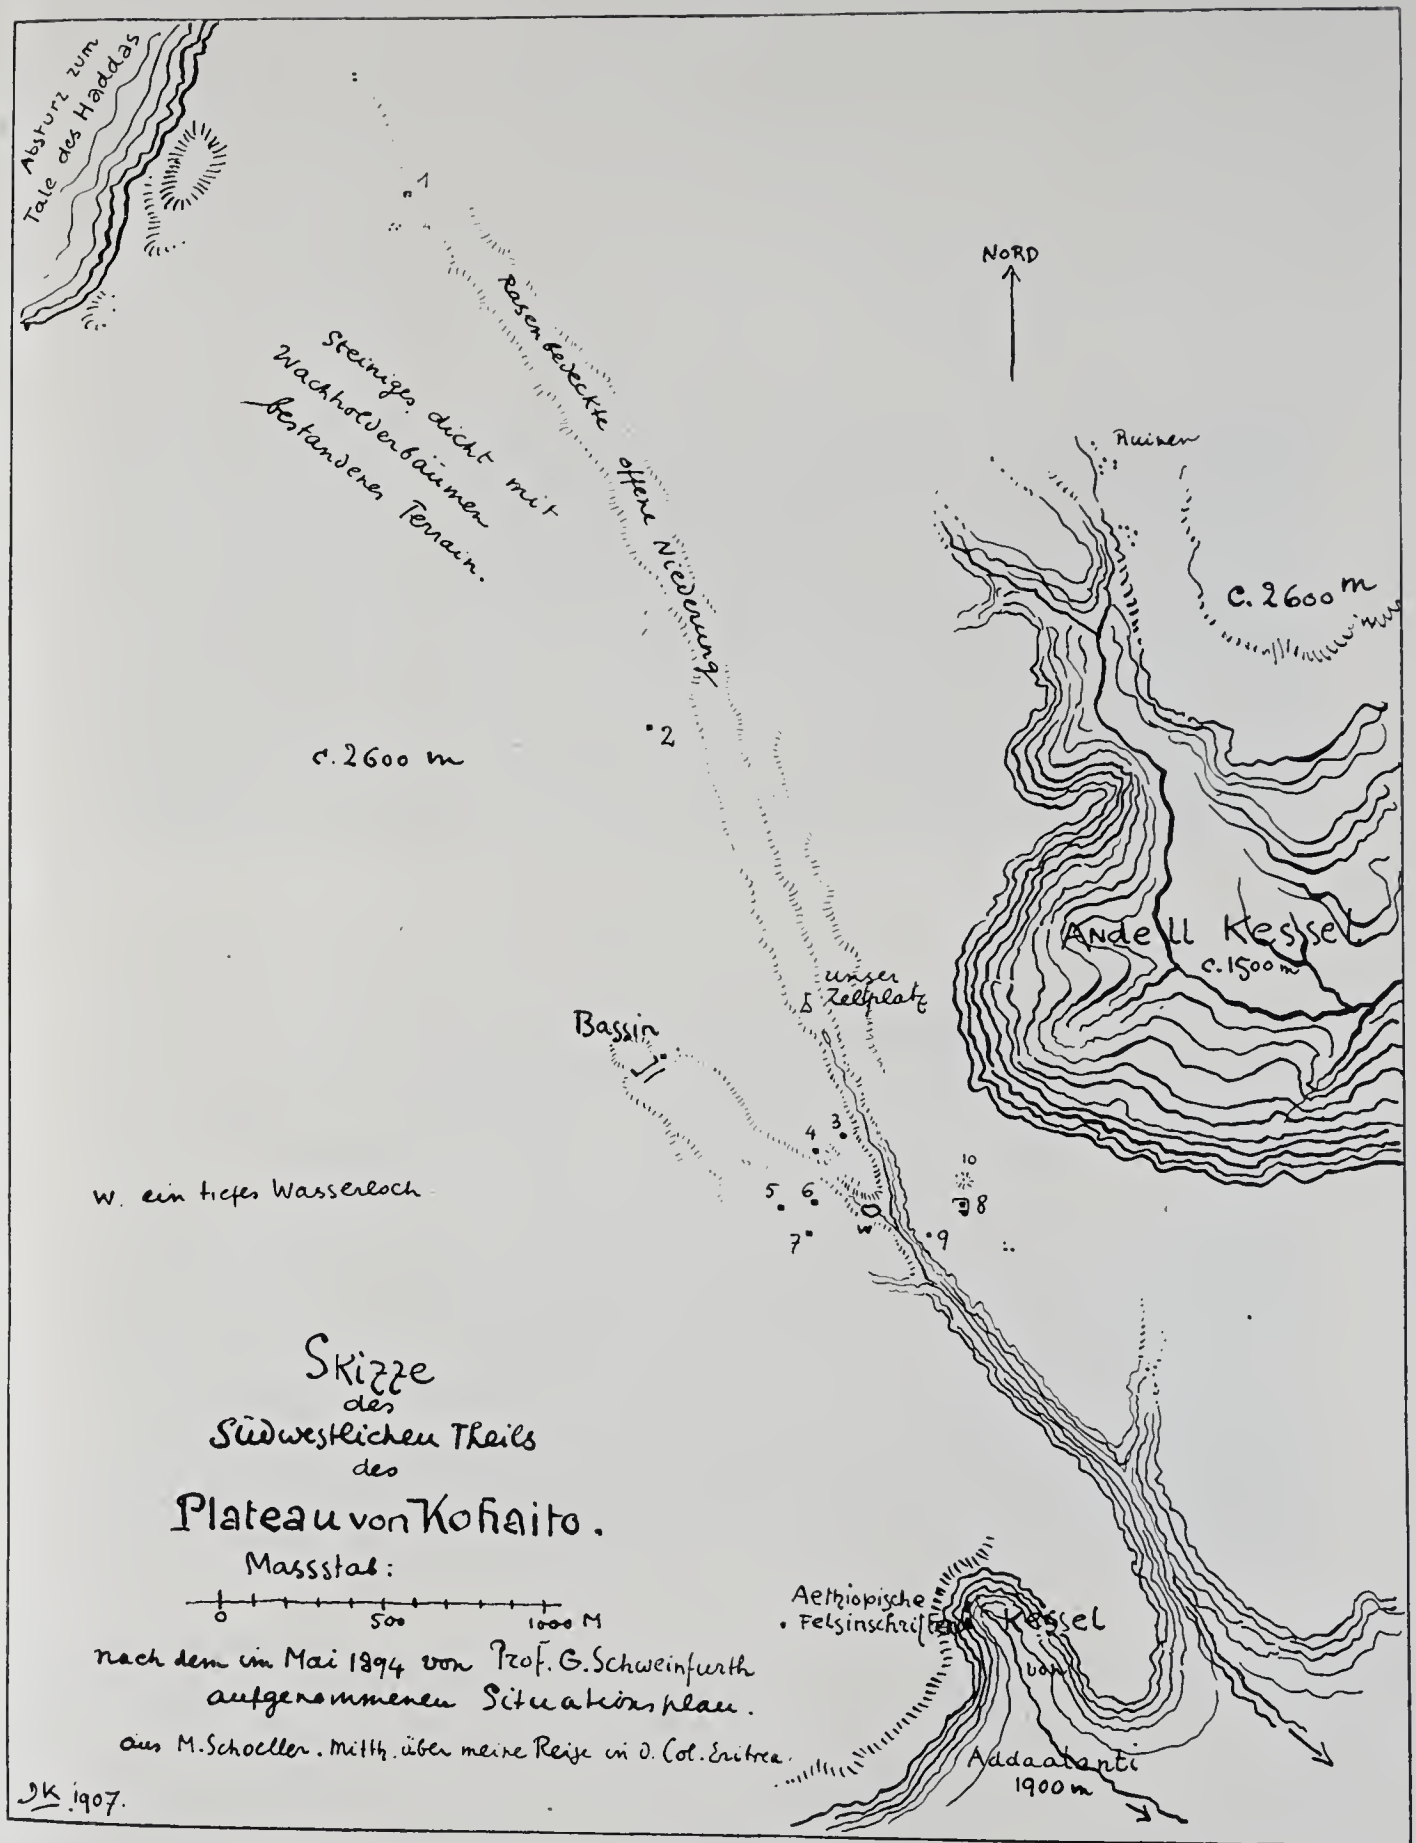 Absturz zum
Tale des Haddas
1
NORD
Rasenbedeckte offene Niederung
Steiniges, dicht mit
Wachholderbäumen
bestandenes Terrain.
Ruinen
c. 2600 m
2
c. 2600 m
Andell Kessel
c. 1500 m
unser
Zeltplatz
Bassin
3
4
10
5
6
8
w
7
9
w. ein tiefes Wasserloch
Skizze
des
Südwestlichen Theils
des
Plateau von Kohaito.
Massstab:
0 500 1000 M
nach dem im Mai 1894 von Prof. G. Schweinfurth
aufgenommenen Situationsplan.
aus M. Schoeller. Mitth. über meine Reise in d. Col. Eritrea.
Aethiopische
Felsinschriften
Kessel
von
Addaalanti
1900 m
DK 1907.